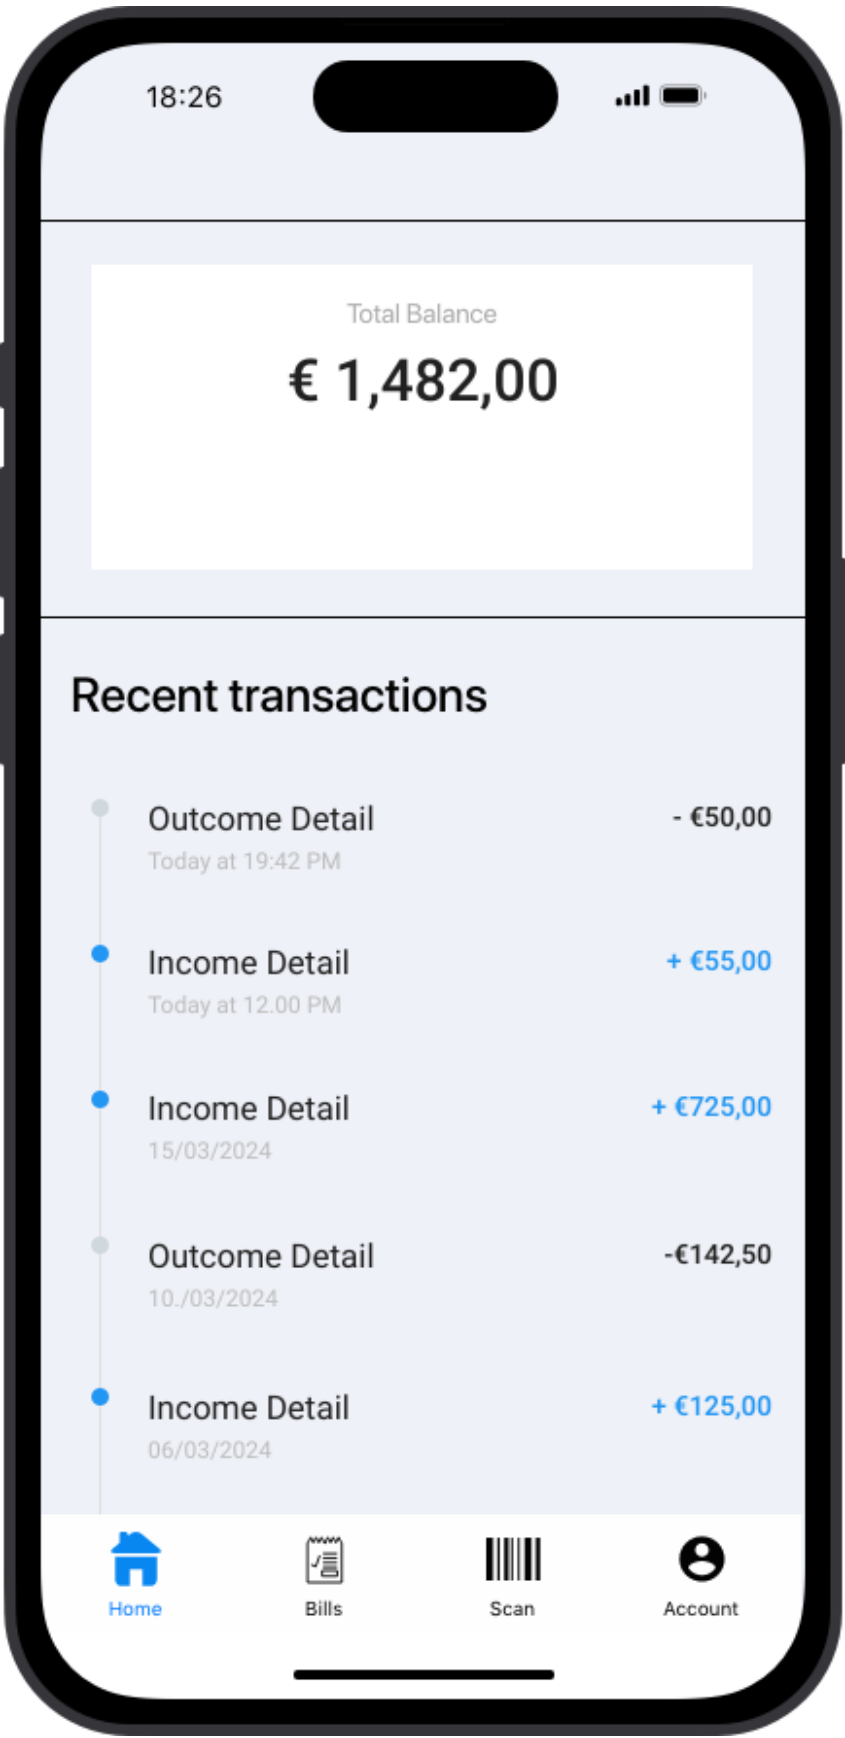 18:26
Total Balance
€ 1,482,00
Recent transactions
Outcome Detail
- €50,00
Today at 19:42 PM
Income Detail
+ €55,00
Today at 12.00 PM
Income Detail
+ €725,00
15/03/2024
Outcome Detail
-€142,50
10./03/2024
Income Detail
+ €125,00
06/03/2024
Home
Bills
Scan
Account